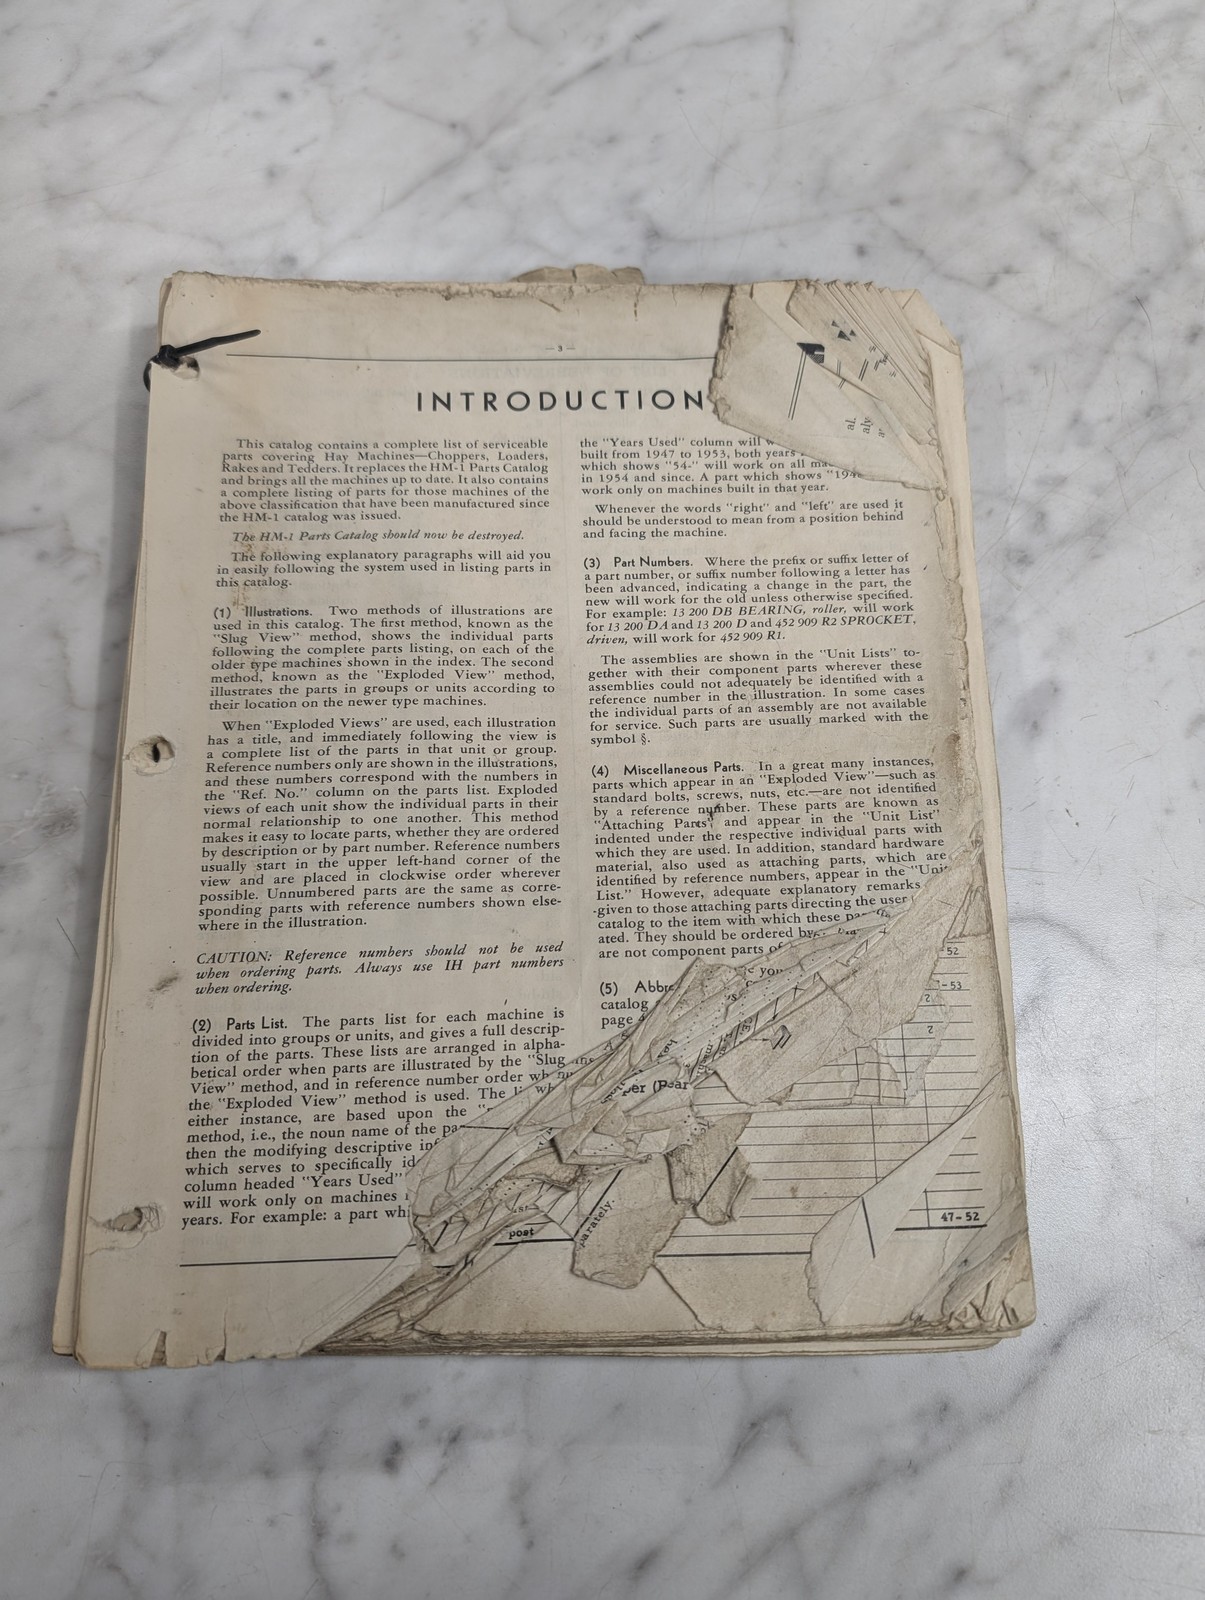 — 3 —
INTRODUCTION
This catalog contains a complete list of serviceable
parts covering Hay Machines—Choppers, Loaders,
Rakes and Tedders. It replaces the HM-1 Parts Catalog
and brings all the machines up to date. It also contains
a complete listing of parts for those machines of the
above classification that have been manufactured since
the HM-1 catalog was issued.
The HM-1 Parts Catalog should now be destroyed.
The following explanatory paragraphs will aid you
in easily following the system used in listing parts in
this catalog.
(1) Illustrations. Two methods of illustrations are
used in this catalog. The first method, known as the
"Slug View" method, shows the individual parts
following the complete parts listing, on each of the
older type machines shown in the index. The second
method, known as the "Exploded View" method,
illustrates the parts in groups or units according to
their location on the newer type machines.
When "Exploded Views" are used, each illustration
has a title, and immediately following the view is
a complete list of the parts in that unit or group.
Reference numbers only are shown in the illustrations,
and these numbers correspond with the numbers in
the "Ref. No." column on the parts list. Exploded
views of each unit show the individual parts in their
normal relationship to one another. This method
makes it easy to locate parts, whether they are ordered
by description or by part number. Reference numbers
usually start in the upper left-hand corner of the
view and are placed in clockwise order wherever
possible. Unnumbered parts are the same as corre-
sponding parts with reference numbers shown else-
where in the illustration.
CAUTION: Reference numbers should not be used
when ordering parts. Always use IH part numbers
when ordering.
(2) Parts List. The parts list for each machine is
divided into groups or units, and gives a full descrip-
tion of the parts. These lists are arranged in alpha-
betical order when parts are illustrated by the "Slug
View" method, and in reference number order
the "Exploded View" method is used. The
either instance, are based upon the
method, i.e., the noun name of the
then the modifying descriptive
which serves to specifically
column headed "Years Used"
will work only on machines
years. For example: a part
the "Years Used" column will
built from 1947 to 1953, both years
which shows "54-" will work on all
in 1954 and since. A part which shows
work only on machines built in that year.
Whenever the words "right" and "left" are used it
should be understood to mean from a position behind
and facing the machine.
(3) Part Numbers. Where the prefix or suffix letter of
a part number, or suffix number following a letter has
been advanced, indicating a change in the part, the
new will work for the old unless otherwise specified.
For example: 13 200 DB BEARING, roller, will work
for 13 200 DA and 13 200 D and 452 909 R2 SPROCKET,
driven, will work for 452 909 R1.
The assemblies are shown in the "Unit Lists" to-
gether with their component parts wherever these
assemblies could not adequately be identified with a
reference number in the illustration. In some cases
the individual parts of an assembly are not available
for service. Such parts are usually marked with the
symbol §.
(4) Miscellaneous Parts. In a great many instances,
parts which appear in an "Exploded View"—such as
standard bolts, screws, nuts, etc.—are not identified
by a reference number. These parts are known as
"Attaching Parts" and appear in the "Unit List"
indented under the respective individual parts with
which they are used. In addition, standard hardware
material, also used as attaching parts, which are
identified by reference numbers, appear in the "Unit
List." However, adequate explanatory remarks
given to those attaching parts directing the user
catalog to the item with which these
ated. They should be ordered by
are not component parts of
(5)
catalog
page
-52
-53
2
2
post
parately.
47-52